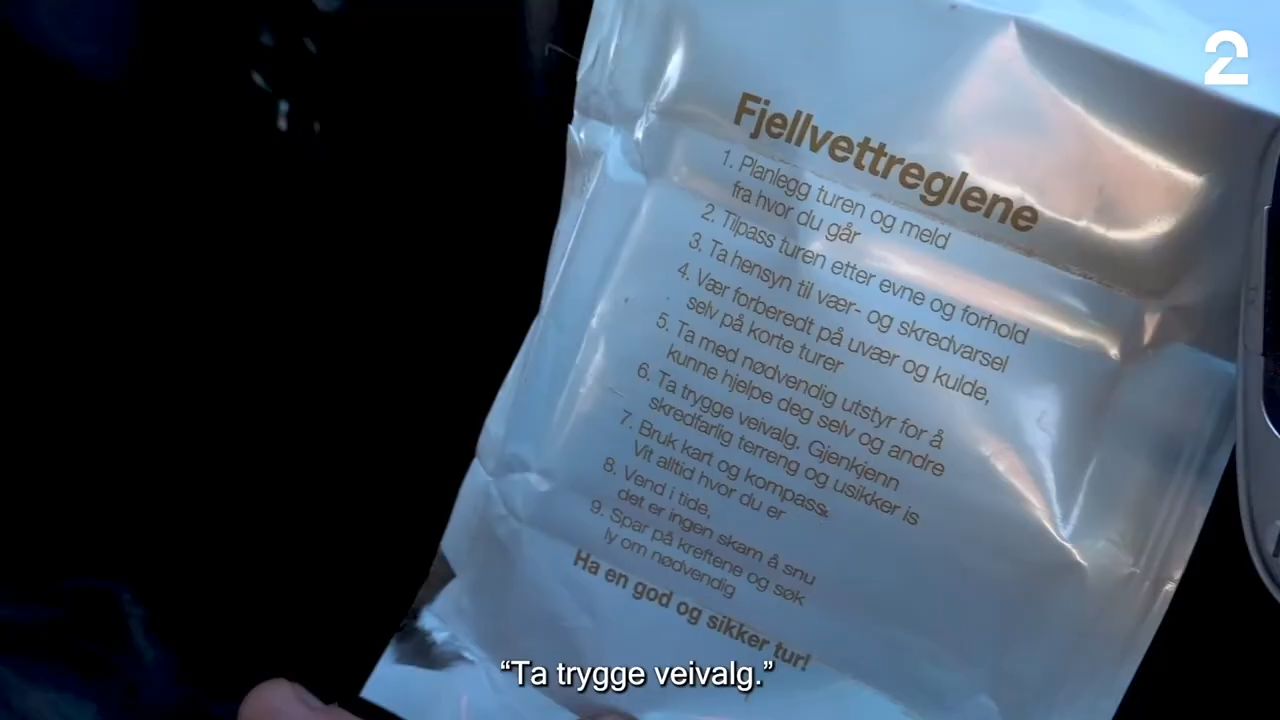 2
Fjellvettreglene
1. Planlegg turen og meld
fra hvor du går
2. Tilpass turen etter evne og forhold
3. Ta hensyn til vær- og skredvarsel
4. Vær forberedt på uvær og kulde,
selv på korte turer
5. Ta med nødvendig utstyr for å
kunne hjelpe deg selv og andre
6. Ta trygge veivalg. Gjenkjenn
skredfarlig terreng og usikker is
7. Bruk kart og kompass.
Vit alltid hvor du er
8. Vend i tide,
det er ingen skam å snu
9. Spar på kreftene og søk
ly om nødvendig
Ha en god og sikker tur!
“Ta trygge veivalg.”